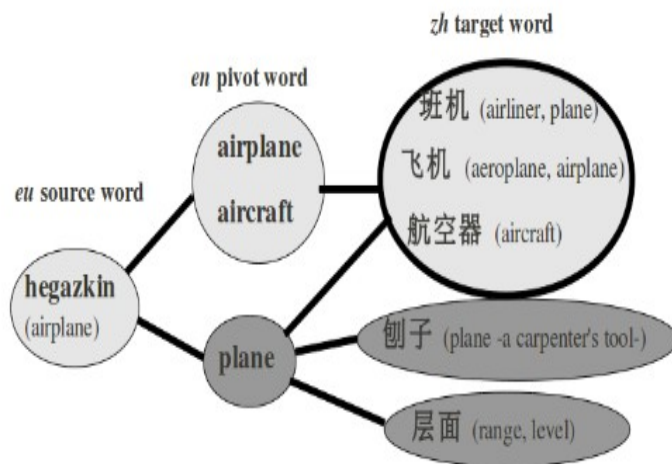 zh target word
en pivot word
班机 (airliner, plane)
airplane
飞机 (aeroplane, airplane)
eu source word
aircraft
航空器 (aircraft)
hegazkin
(airplane)
plane
刨子 (plane -a carpenter's tool-)
层面 (range, level)